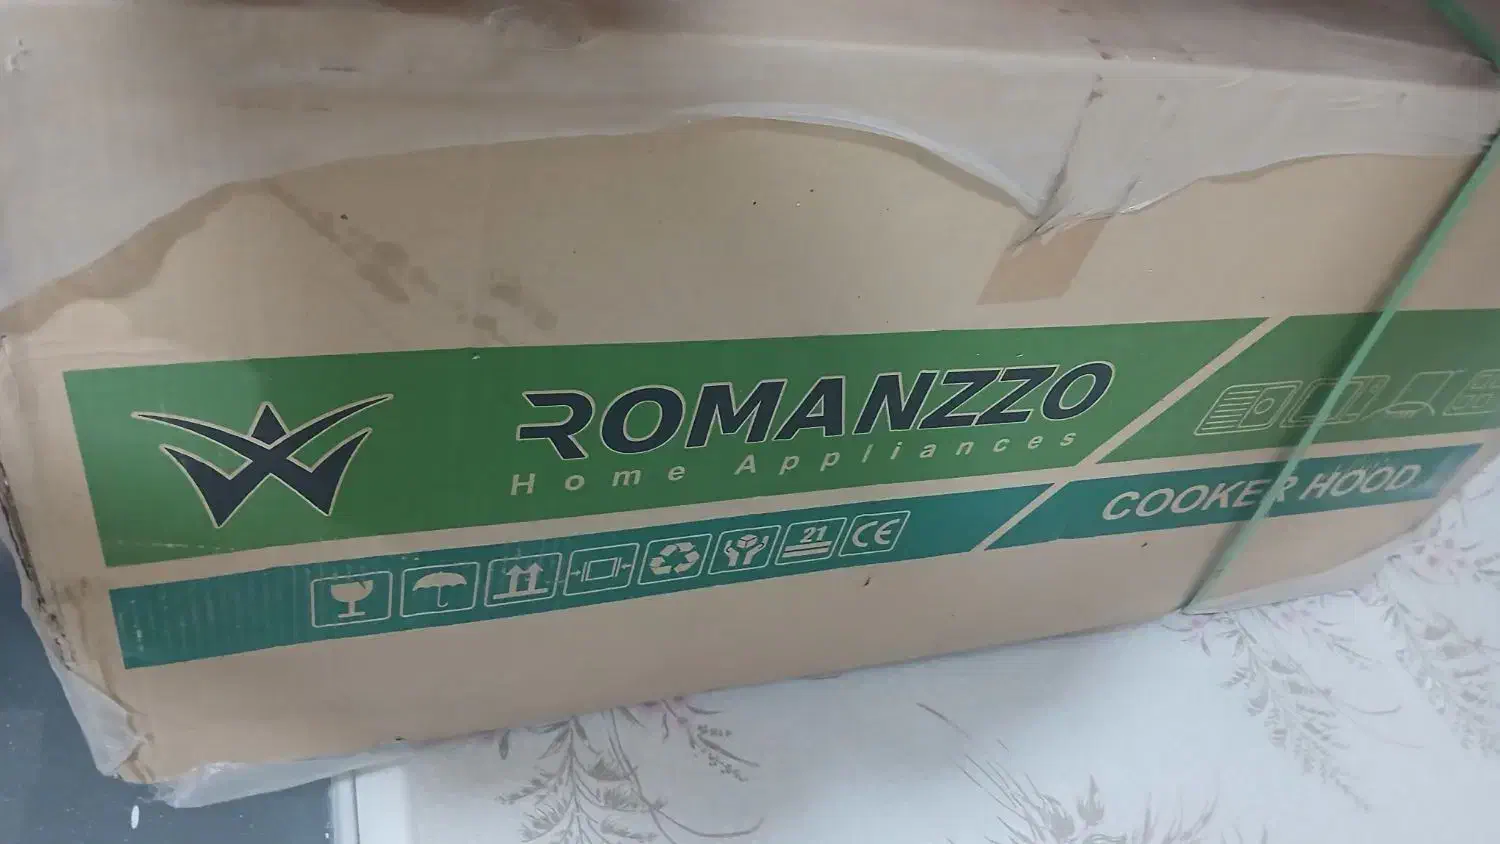 ROMANZZO
Home Appliances
21
CE
COOKER HOOD